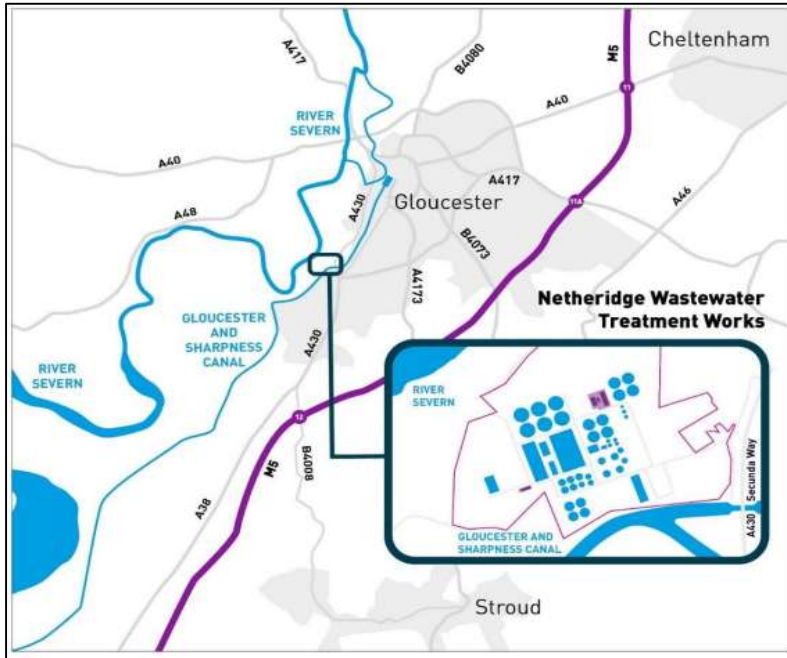 Cheltenham
A417
B4080
M5
11
RIVER
SEVERN
A40
A40
A417
A46
11A
A430
Gloucester
A48
B4073
A4173
Netheridge Wastewater
Treatment Works
GLOUCESTER
AND
SHARPNESS
CANAL
A430
RIVER
SEVERN
RIVER
SEVERN
12
M5
B4008
A38
A430 Secunda Way
GLOUCESTER AND
SHARPNESS CANAL
Stroud